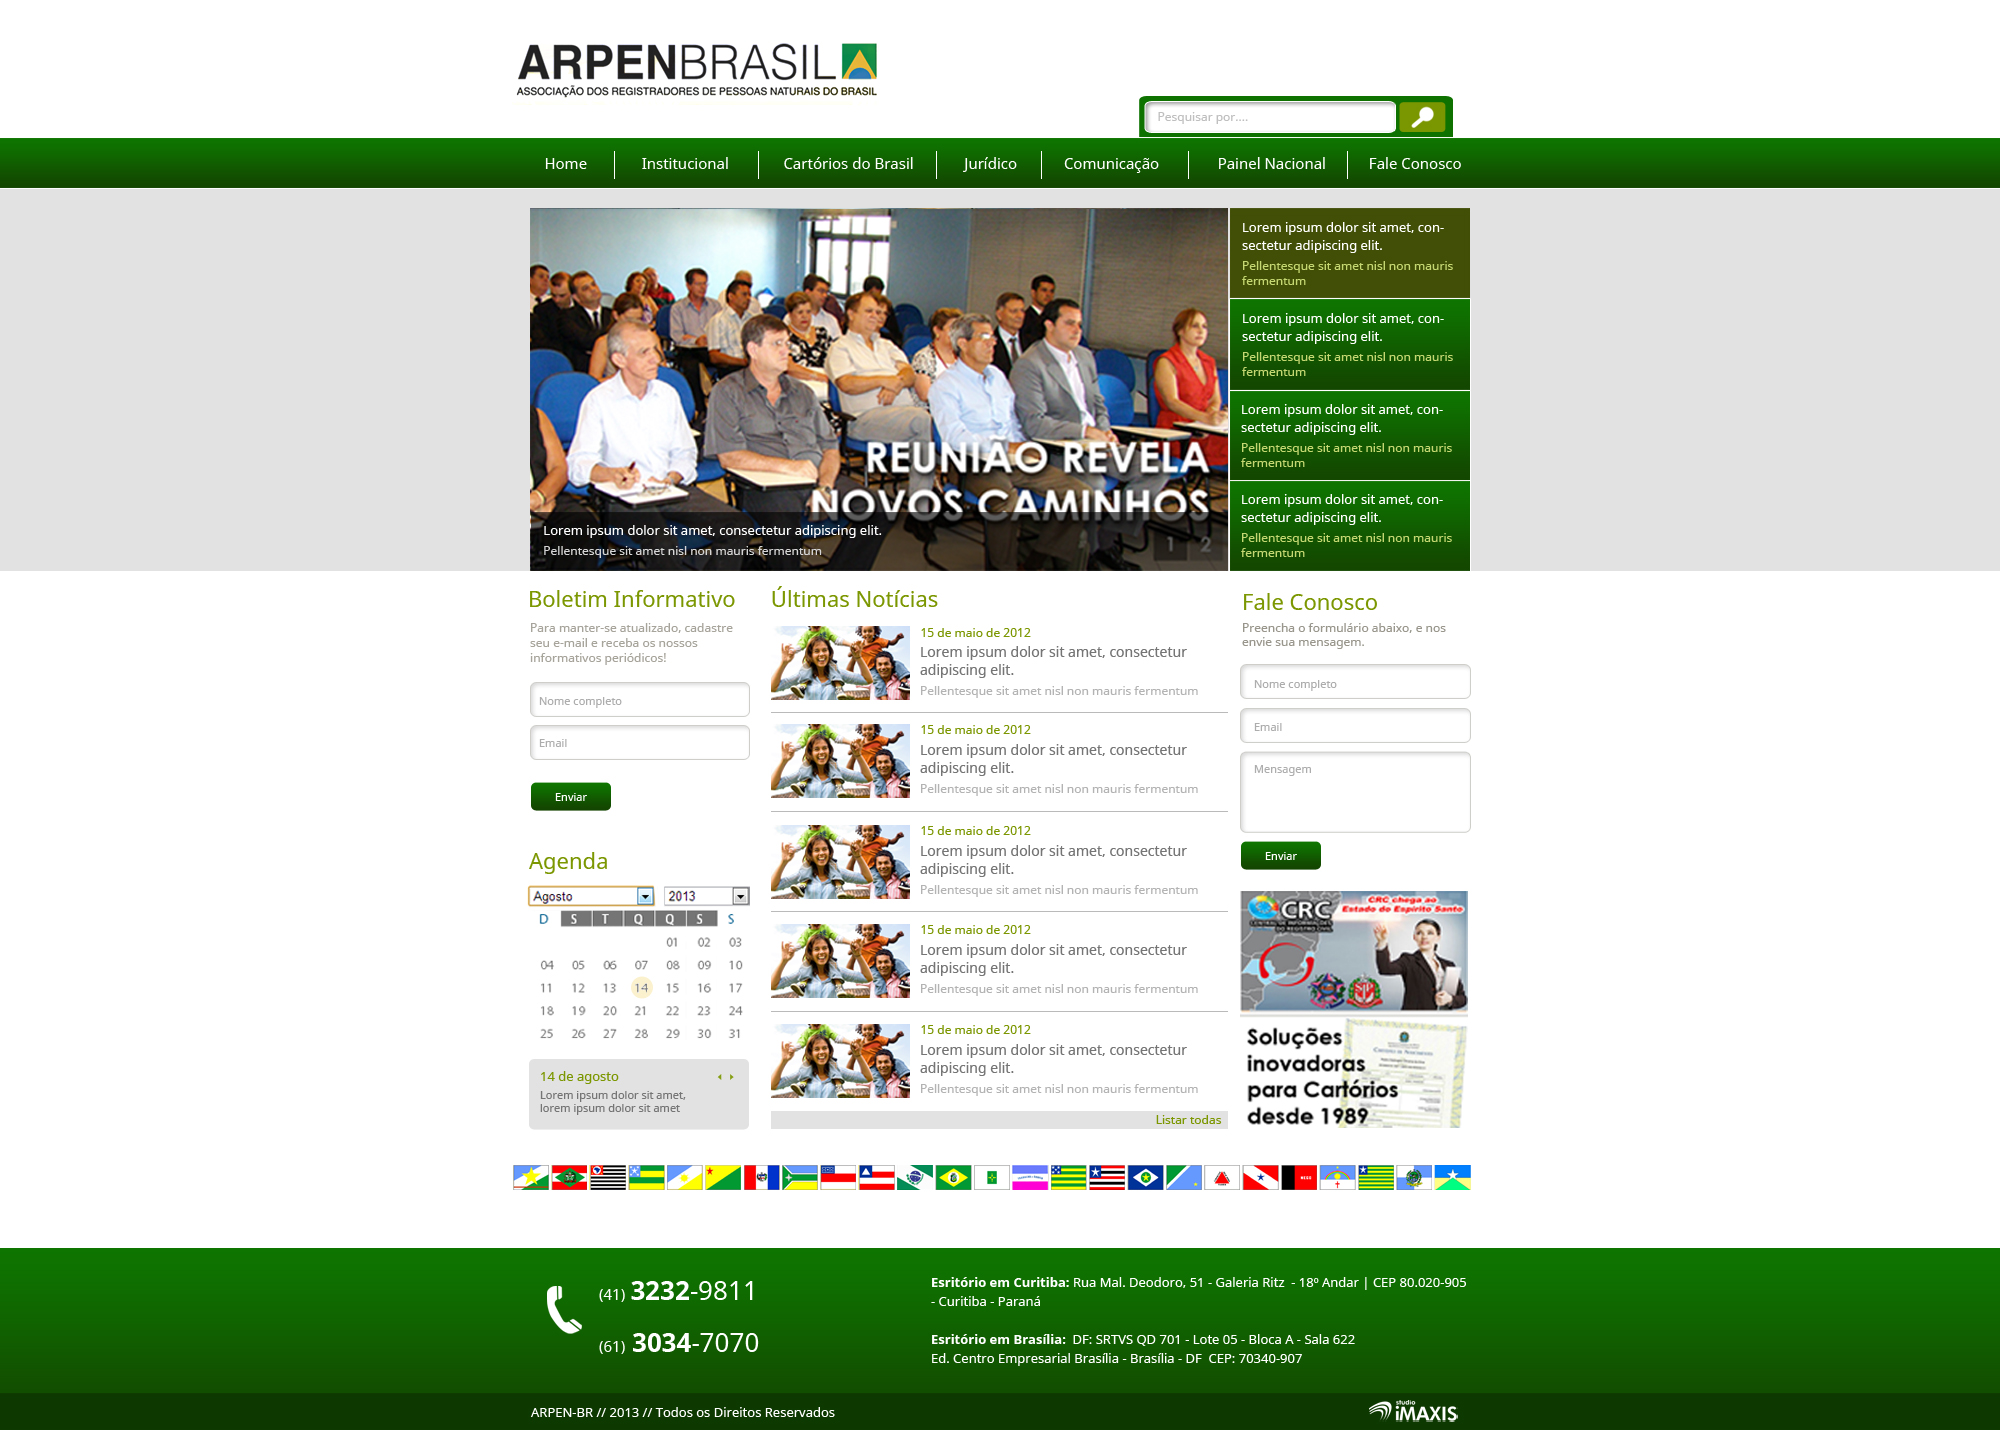 ARPENBRASIL
ASSOCIAÇÃO DOS REGISTRADORES DE PESSOAS NATURAIS DO BRASIL
Pesquisar por....
Home Institucional Cartórios do Brasil Jurídico Comunicação Painel Nacional Fale Conosco
REUNIÃO REVELA
NOVOS CAMINHOS
Lorem ipsum dolor sit amet, consectetur adipiscing elit.
Pellentesque sit amet nisl non mauris fermentum
1 2
Lorem ipsum dolor sit amet, con-
sectetur adipiscing elit.
Pellentesque sit amet nisl non mauris
fermentum
Lorem ipsum dolor sit amet, con-
sectetur adipiscing elit.
Pellentesque sit amet nisl non mauris
fermentum
Lorem ipsum dolor sit amet, con-
sectetur adipiscing elit.
Pellentesque sit amet nisl non mauris
fermentum
Lorem ipsum dolor sit amet, con-
sectetur adipiscing elit.
Pellentesque sit amet nisl non mauris
fermentum
Boletim Informativo
Para manter-se atualizado, cadastre
seu e-mail e receba os nossos
informativos periódicos!
Nome completo
Email
Enviar
Agenda
Agosto 2013
D S T Q Q S S
01 02 03
04 05 06 07 08 09 10
11 12 13 14 15 16 17
18 19 20 21 22 23 24
25 26 27 28 29 30 31
14 de agosto
Lorem ipsum dolor sit amet,
lorem ipsum dolor sit amet
Últimas Notícias
15 de maio de 2012
Lorem ipsum dolor sit amet, consectetur
adipiscing elit.
Pellentesque sit amet nisl non mauris fermentum
15 de maio de 2012
Lorem ipsum dolor sit amet, consectetur
adipiscing elit.
Pellentesque sit amet nisl non mauris fermentum
15 de maio de 2012
Lorem ipsum dolor sit amet, consectetur
adipiscing elit.
Pellentesque sit amet nisl non mauris fermentum
15 de maio de 2012
Lorem ipsum dolor sit amet, consectetur
adipiscing elit.
Pellentesque sit amet nisl non mauris fermentum
15 de maio de 2012
Lorem ipsum dolor sit amet, consectetur
adipiscing elit.
Pellentesque sit amet nisl non mauris fermentum
Listar todas
Fale Conosco
Preencha o formulário abaixo, e nos
envie sua mensagem.
Nome completo
Email
Mensagem
Enviar
CRC
CENTRAL DE INFORMAÇÕES
DO REGISTRO CIVIL
CRC chega ao
Estado do Espírito Santo
Soluções
inovadoras
para Cartórios
desde 1989
(41) 3232-9811
(61) 3034-7070
Esritório em Curitiba: Rua Mal. Deodoro, 51 - Galeria Ritz  - 18º Andar | CEP 80.020-905
- Curitiba - Paraná
Esritório em Brasília:  DF: SRTVS QD 701 - Lote 05 - Bloca A - Sala 622
Ed. Centro Empresarial Brasília - Brasília - DF  CEP: 70340-907
ARPEN-BR // 2013 // Todos os Direitos Reservados
studio
iMAXIS